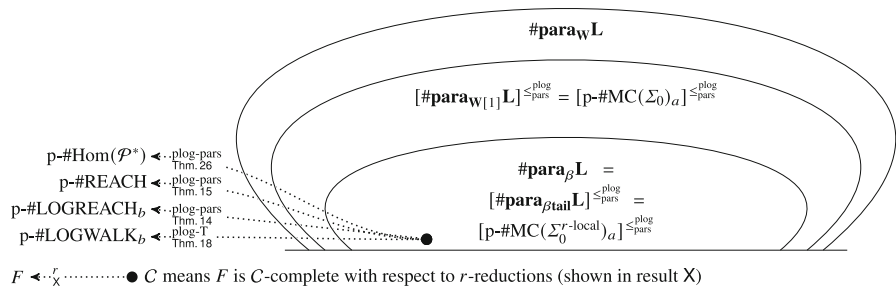 #para_W L
[#para_W[1] L]^≤plog pars = [p-#MC(Σ_0)_a]^≤plog pars
#para_β L =
[#para_βtail L]^≤plog pars =
[p-#MC(Σ_0^r-local)_a]^≤plog pars
p-#Hom(𝒫*) plog-pars Thm. 26
p-#REACH plog-pars Thm. 15
p-#LOGREACH_b plog-pars Thm. 14
p-#LOGWALK_b plog-T Thm. 18
F r X C means F is C-complete with respect to r-reductions (shown in result X)